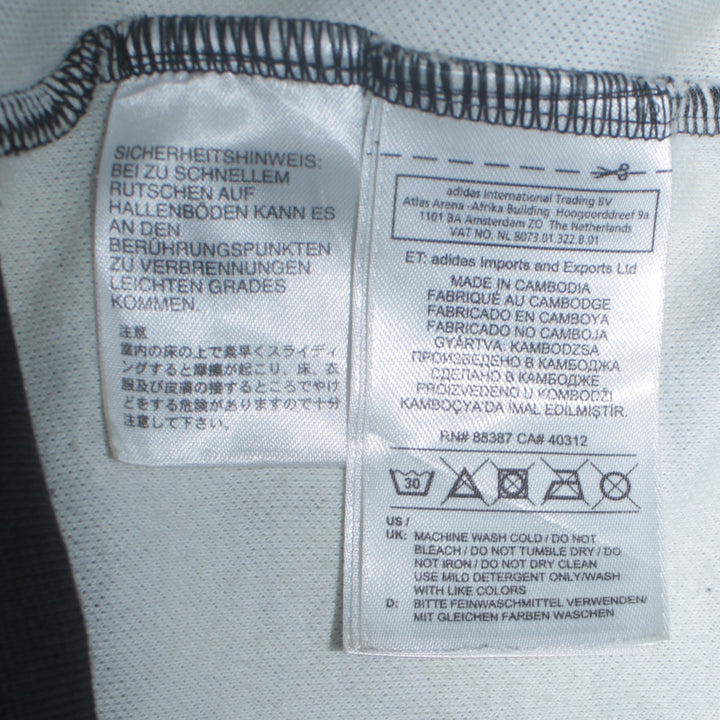 SICHERHEITSHINWEIS:
BEI ZU SCHNELLEM
RUTSCHEN AUF
HALLENBÖDEN KANN ES
AN DEN
BERÜHRUNGSPUNKTEN
ZU VERBRENNUNGEN
LEICHTEN GRADES
KOMMEN.
注意
室内の床の上で素早くスライディ
ングすると摩擦が起こり、床、衣
服及び皮膚の接するところでやけ
どをする危険がありますので十分
注意して下さい。
adidas International Trading BV
Atlas Arena -Afrika Building Hoogoorddreef 9a
1101 BA Amsterdam ZO The Netherlands
VAT NO. NL 8073.01.322.B.01
ET: adidas Imports and Exports Ltd
MADE IN CAMBODIA
FABRIQUÉ AU CAMBODGE
FABRICADO EN CAMBOYA
FABRICADO NO CAMBOJA
GYÁRTVA: KAMBODZSA
ПРОИЗВЕДЕНО В КАМБОДЖА
СДЕЛАНО В КАМБОДЖЕ
PROIZVEDENO U KOMBODŽI
KAMBOÇYA'DA IMAL EDILMIŞTIR.
RN# 88387 CA# 40312
30
US /
UK: MACHINE WASH COLD / DO NOT
BLEACH / DO NOT TUMBLE DRY / DO
NOT IRON / DO NOT DRY CLEAN
USE MILD DETERGENT ONLY/WASH
WITH LIKE COLORS
D: BITTE FEINWASCHMITTEL VERWENDEN/
MIT GLEICHEN FARBEN WASCHEN